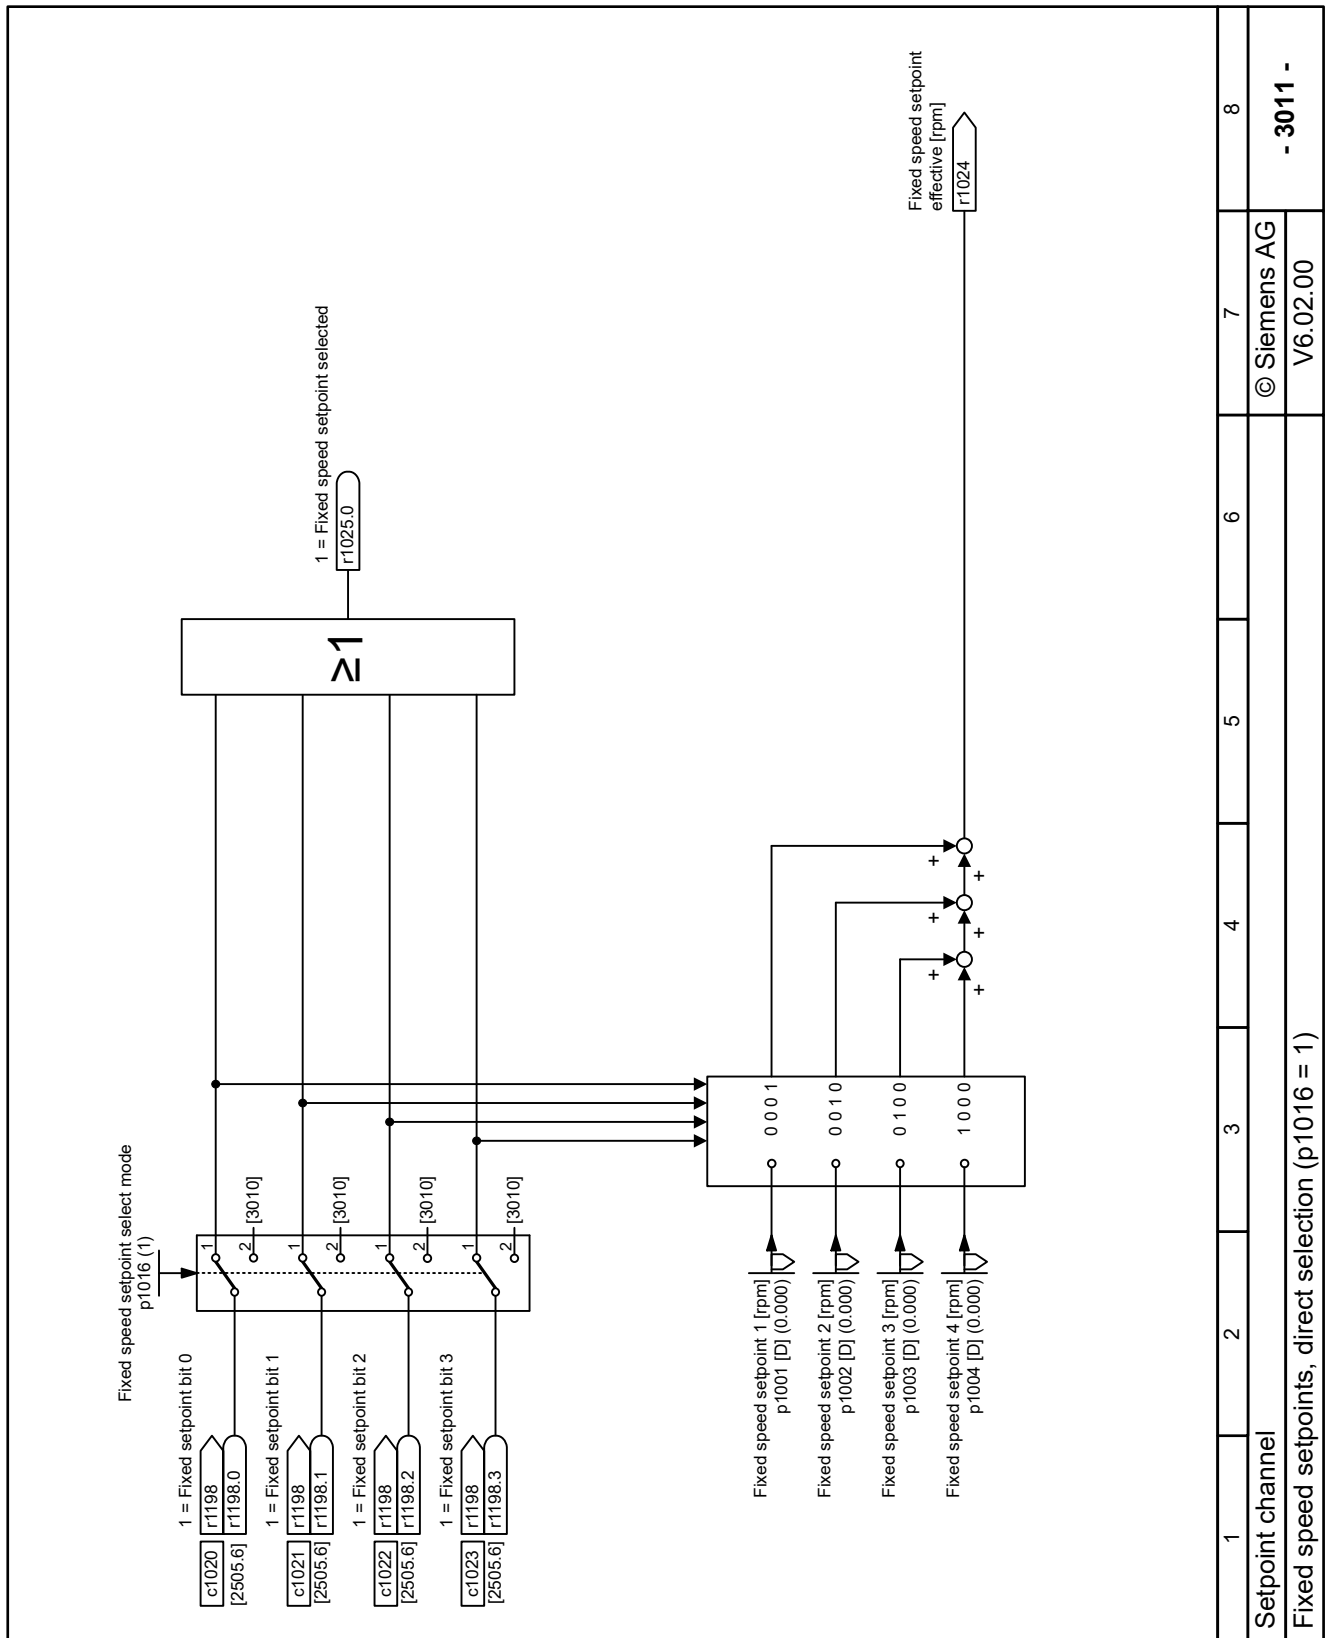 Fixed speed setpoint select mode
p1016 (1)
1 = Fixed setpoint bit 0
c1020
r1198
r1198.0
[2505.6]
1
2
[3010]
1 = Fixed setpoint bit 1
c1021
r1198
r1198.1
[2505.6]
1
2
[3010]
1 = Fixed setpoint bit 2
c1022
r1198
r1198.2
[2505.6]
1
2
[3010]
1 = Fixed setpoint bit 3
c1023
r1198
r1198.3
[2505.6]
1
2
[3010]
≥1
1 = Fixed speed setpoint selected
r1025.0
Fixed speed setpoint 1 [rpm]
p1001 [D] (0.000)
0 0 0 1
Fixed speed setpoint 2 [rpm]
p1002 [D] (0.000)
0 0 1 0
Fixed speed setpoint 3 [rpm]
p1003 [D] (0.000)
0 1 0 0
Fixed speed setpoint 4 [rpm]
p1004 [D] (0.000)
1 0 0 0
+
+
+
+
+
+
Fixed speed setpoint
effective [rpm]
r1024
1 2 3 4 5 6 7 8
Setpoint channel
© Siemens AG
- 3011 -
Fixed speed setpoints, direct selection (p1016 = 1)
V6.02.00